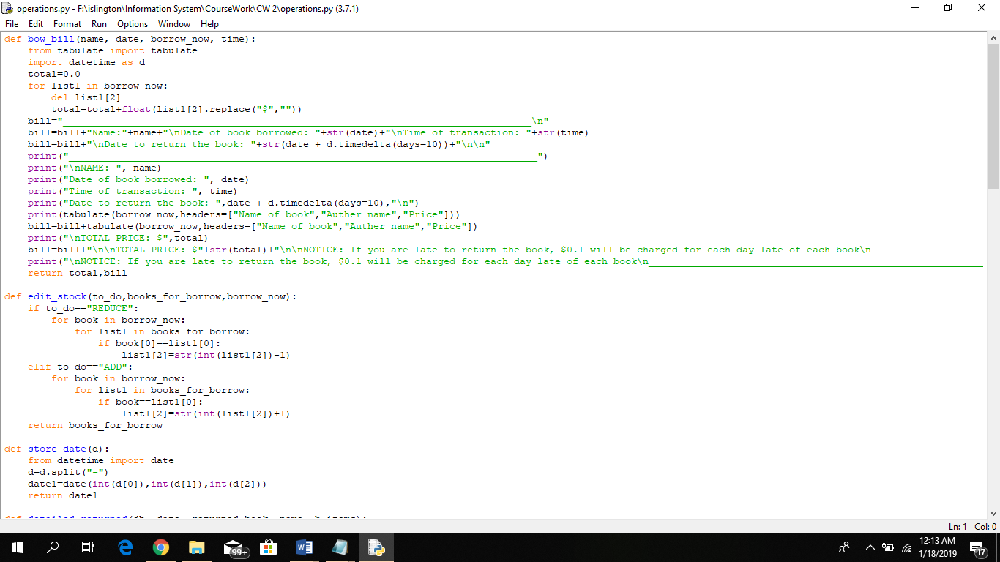 operations.py - F:\islington\Information System\CourseWork\CW 2\operations.py (3.7.1)
File Edit Format Run Options Window Help
def bow_bill(name, date, borrow_now, time):
    from tabulate import tabulate
    import datetime as d
    total=0.0
    for list1 in borrow_now:
        del list1[2]
        total=total+float(list1[2].replace("$",""))
    bill="________________________________________________________________________________\n"
    bill=bill+"Name:"+name+"\nDate of book borrowed: "+str(date)+"\nTime of transaction: "+str(time)
    bill=bill+"\nDate to return the book: "+str(date + d.timedelta(days=10))+"\n\n"
    print("________________________________________________________________________________")
    print("\nNAME: ", name)
    print("Date of book borrowed: ", date)
    print("Time of transaction: ", time)
    print("Date to return the book: ",date + d.timedelta(days=10),"\n")
    print(tabulate(borrow_now,headers=["Name of book","Auther name","Price"]))
    bill=bill+tabulate(borrow_now,headers=["Name of book","Auther name","Price"])
    print("\nTOTAL PRICE: $",total)
    bill=bill+"\n\nTOTAL PRICE: $"+str(total)+"\n\nNOTICE: If you are late to return the book, $0.1 will be charged for each day late of each book\n___________________
    print("\nNOTICE: If you are late to return the book, $0.1 will be charged for each day late of each book\n_________________________________________________________
    return total,bill

def edit_stock(to_do,books_for_borrow,borrow_now):
    if to_do=="REDUCE":
        for book in borrow_now:
            for list1 in books_for_borrow:
                if book[0]==list1[0]:
                    list1[2]=str(int(list1[2])-1)
    elif to_do=="ADD":
        for book in borrow_now:
            for list1 in books_for_borrow:
                if book==list1[0]:
                    list1[2]=str(int(list1[2])+1)
    return books_for_borrow

def store_date(d):
    from datetime import date
    d=d.split("-")
    date1=date(int(d[0]),int(d[1]),int(d[2]))
    return date1
Ln: 1 Col: 0
99+
12:13 AM
1/18/2019
17